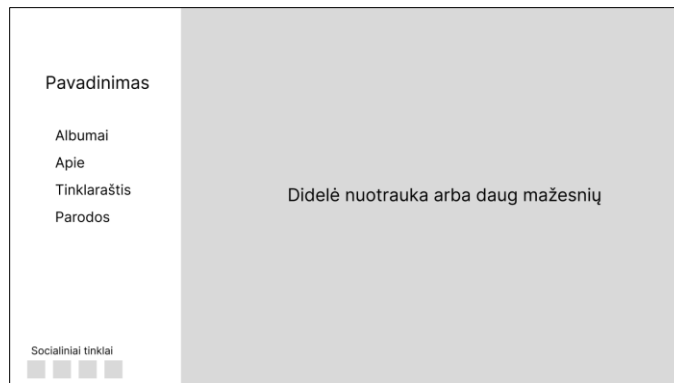 Pavadinimas
Albumai
Apie
Tinklaraštis
Parodos
Didelė nuotrauka arba daug mažesnių
Socialiniai tinklai